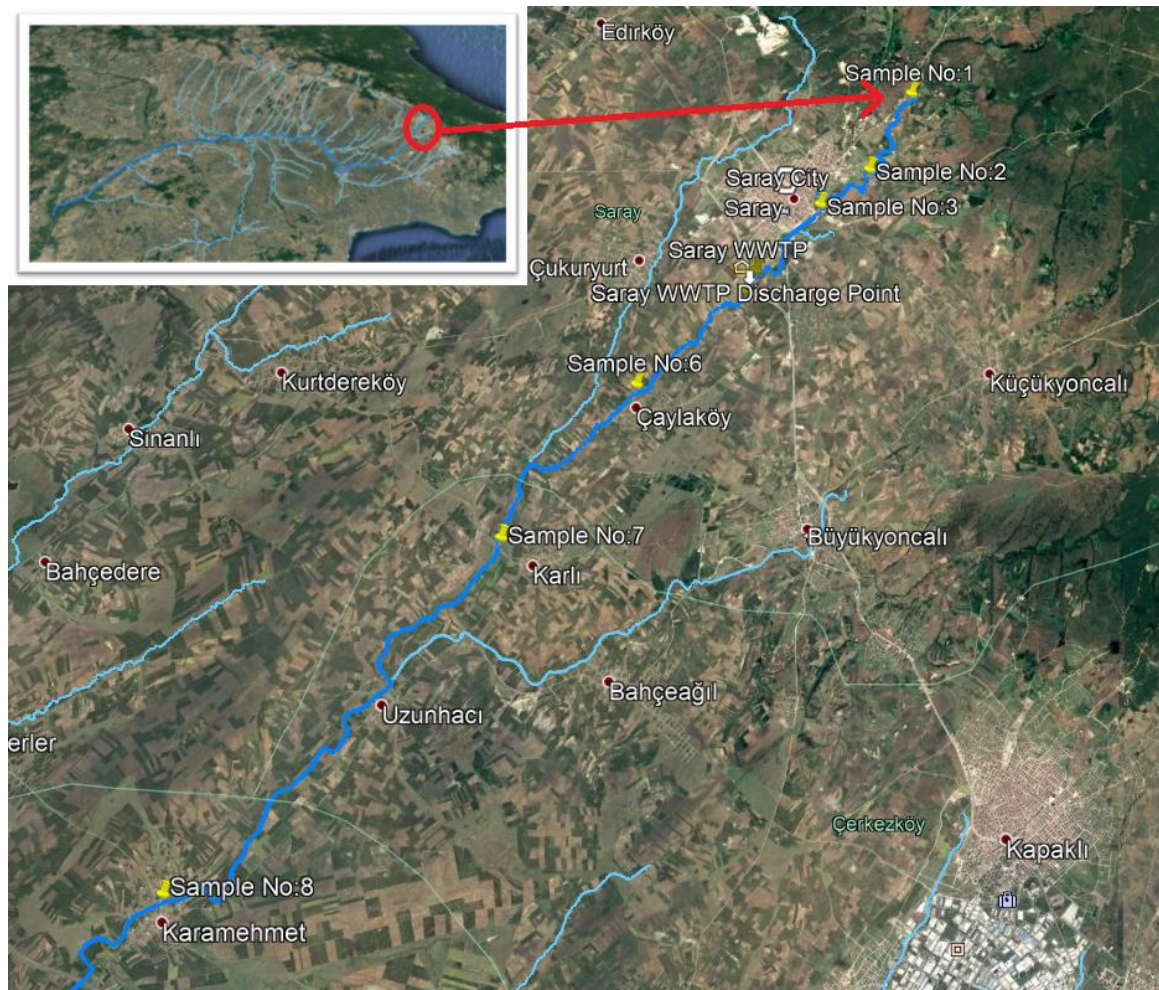 Edirköy
Sample No:1
Sample No:2
Saray City
Saray
Sample No:3
Saray
Saray WWTP
Çukuryurt
Saray WWTP Discharge Point
Sample No:6
Kurtdereköy
Küçükyoncalı
Çaylaköy
Sinanlı
Sample No:7
Büyükyoncalı
Bahçedere
Karlı
Bahçeağıl
Uzunhacı
erler
Çerkezköy
Kapaklı
Sample No:8
Karamehmet